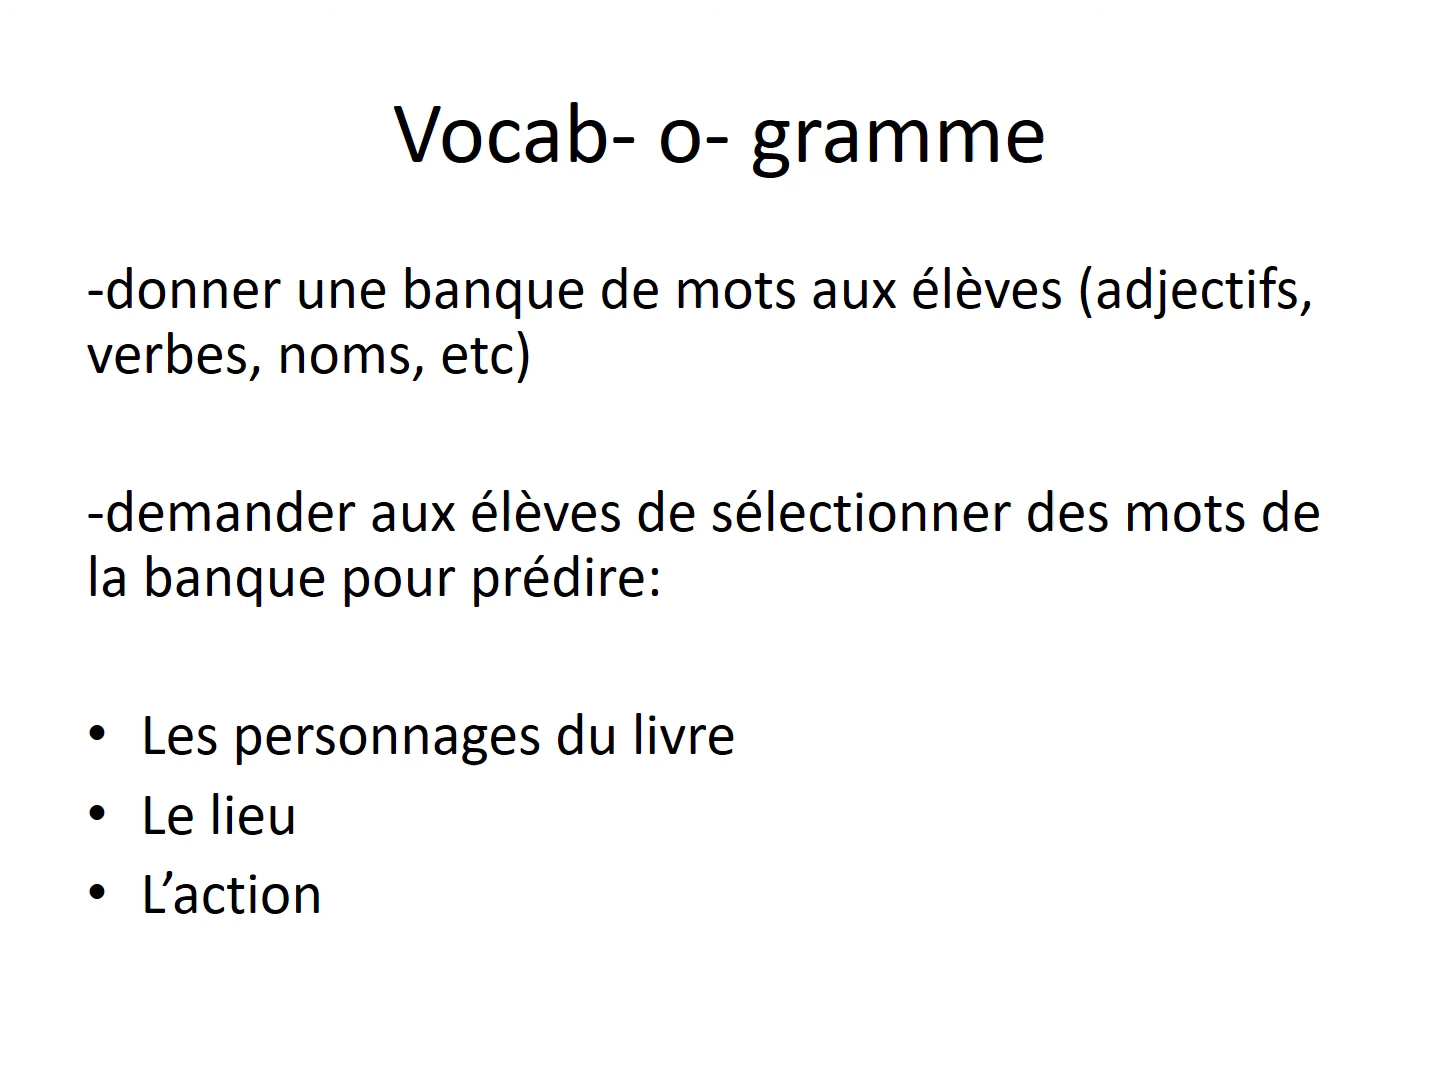 Vocab- o- gramme
-donner une banque de mots aux élèves (adjectifs,
verbes, noms, etc)
-demander aux élèves de sélectionner des mots de
la banque pour prédire:
• Les personnages du livre
• Le lieu
• L’action